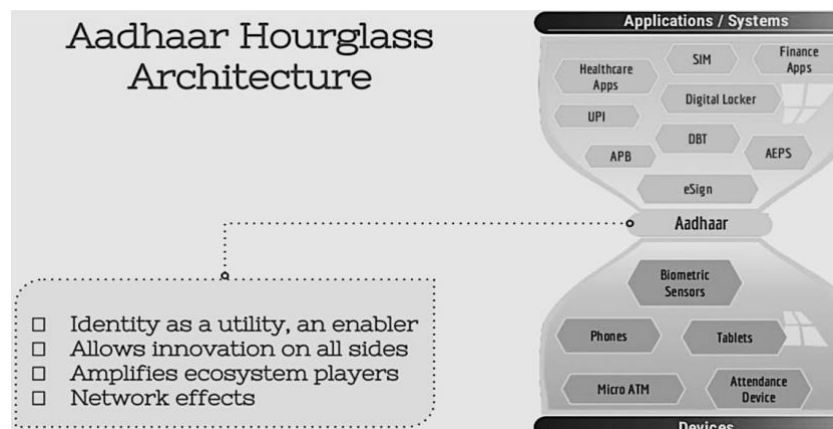 Aadhaar Hourglass
Architecture
Applications / Systems
SIM
Finance
Apps
Healthcare
Apps
Digital Locker
UPI
DBT
APB
AEPS
eSign
Aadhaar
Biometric
Sensors
Phones
Tablets
Micro ATM
Attendance
Device
Devices
□ Identity as a utility, an enabler
□ Allows innovation on all sides
□ Amplifies ecosystem players
□ Network effects